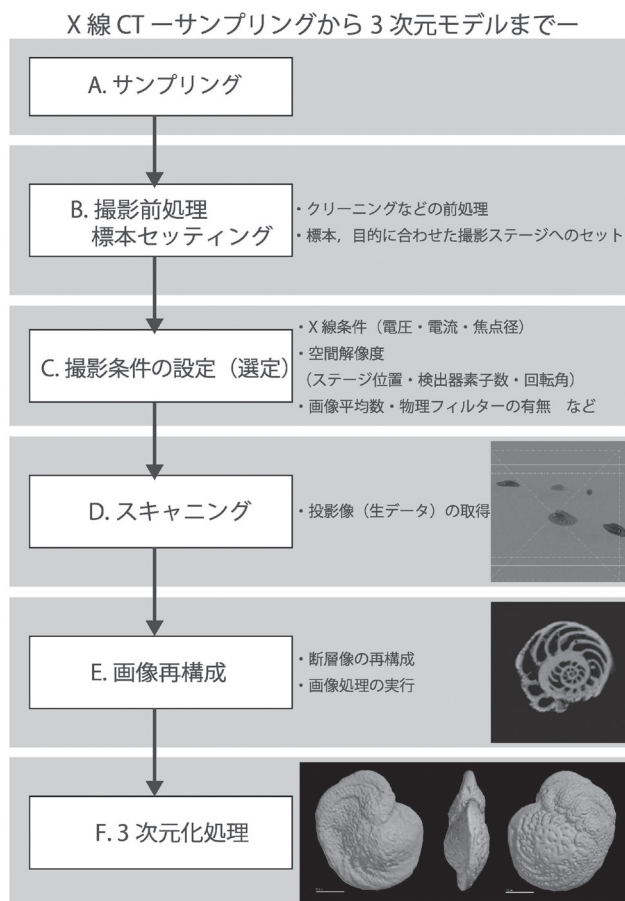 X 線 CT ーサンプリングから 3 次元モデルまでー
A. サンプリング
B. 撮影前処理
標本セッティング
・クリーニングなどの前処理
・標本，目的に合わせた撮影ステージへのセット
C. 撮影条件の設定（選定）
・X 線条件（電圧・電流・焦点径）
・空間解像度
（ステージ位置・検出器素子数・回転角）
・画像平均数・物理フィルターの有無　など
D. スキャニング
・投影像（生データ）の取得
E. 画像再構成
・断層像の再構成
・画像処理の実行
F. 3 次元化処理